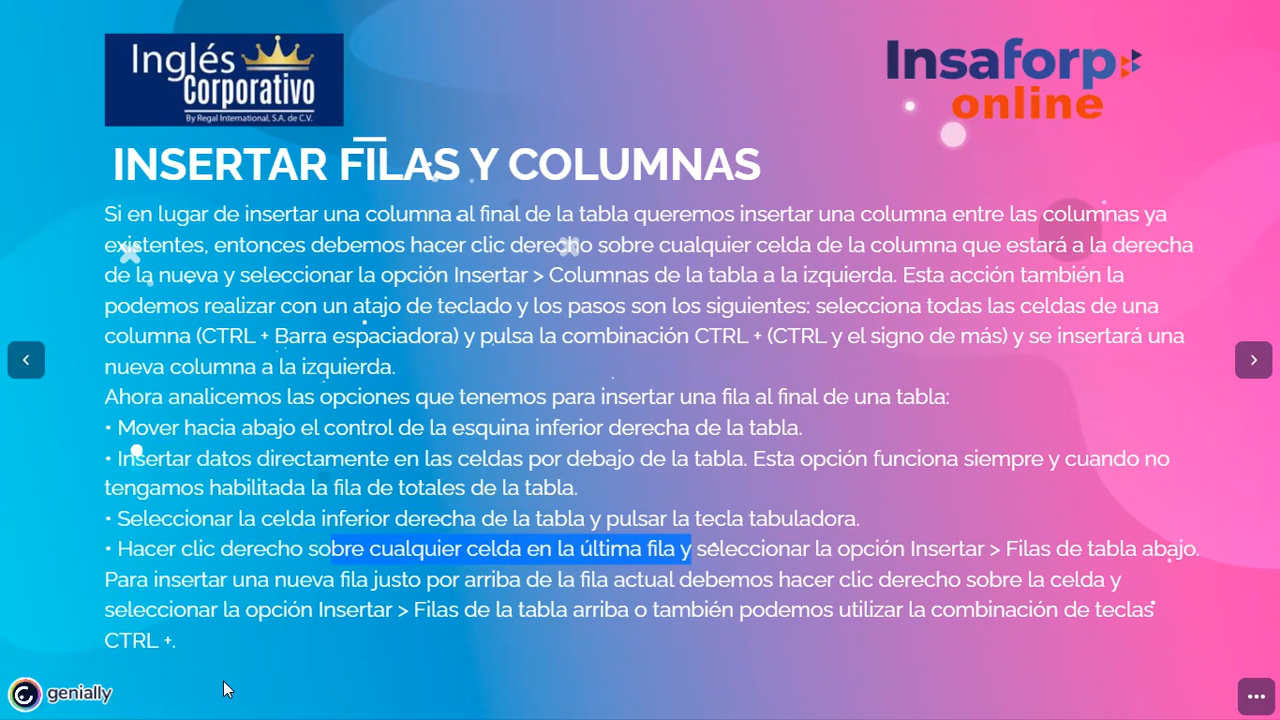 Inglés
Corporativo
By Regal International, S.A. de C.V.
Insaforp
online
INSERTAR FILAS Y COLUMNAS
Si en lugar de insertar una columna al final de la tabla queremos insertar una columna entre las columnas ya
existentes, entonces debemos hacer clic derecho sobre cualquier celda de la columna que estará a la derecha
de la nueva y seleccionar la opción Insertar > Columnas de la tabla a la izquierda. Esta acción también la
podemos realizar con un atajo de teclado y los pasos son los siguientes: selecciona todas las celdas de una
columna (CTRL + Barra espaciadora) y pulsa la combinación CTRL + (CTRL y el signo de más) y se insertará una
nueva columna a la izquierda.
Ahora analicemos las opciones que tenemos para insertar una fila al final de una tabla:
• Mover hacia abajo el control de la esquina inferior derecha de la tabla.
• Insertar datos directamente en las celdas por debajo de la tabla. Esta opción funciona siempre y cuando no
tengamos habilitada la fila de totales de la tabla.
• Seleccionar la celda inferior derecha de la tabla y pulsar la tecla tabuladora.
• Hacer clic derecho sobre cualquier celda en la última fila y seleccionar la opción Insertar > Filas de tabla abajo.
Para insertar una nueva fila justo por arriba de la fila actual debemos hacer clic derecho sobre la celda y
seleccionar la opción Insertar > Filas de la tabla arriba o también podemos utilizar la combinación de teclas
CTRL +.
genially